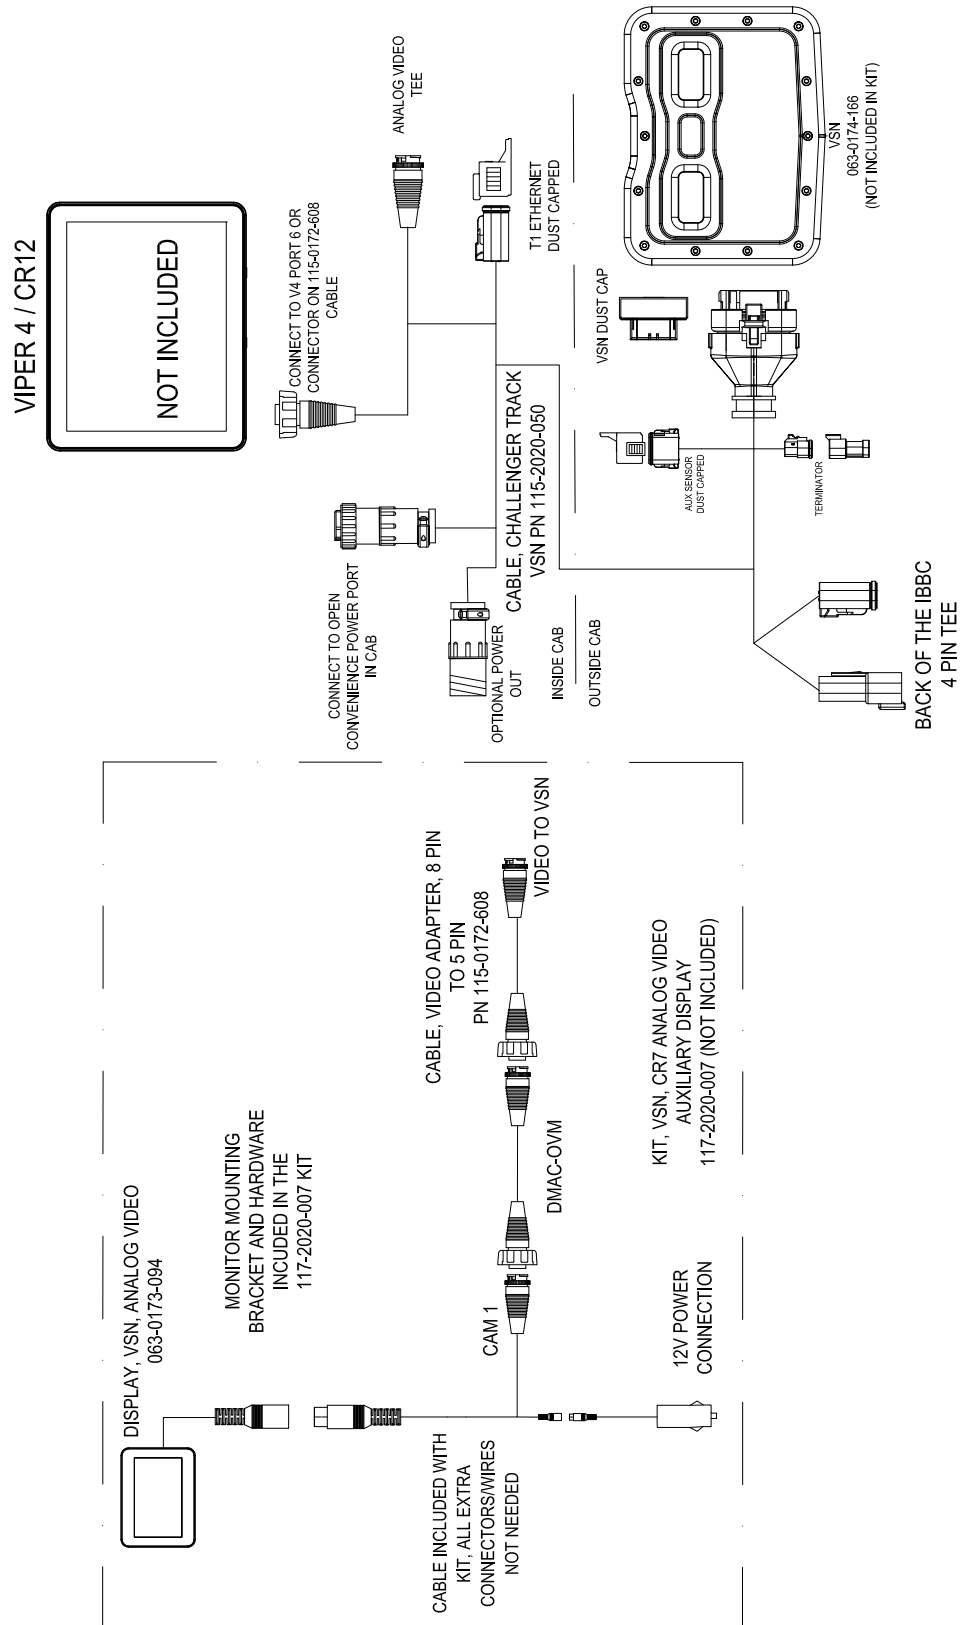 VIPER 4 / CR12
NOT INCLUDED
CONNECT TO V4 PORT 6 OR
CONNECTOR ON 115-0172-608
CABLE
ANALOG VIDEO
TEE
T1 ETHERNET
DUST CAPPED
CONNECT TO OPEN
CONVENIENCE POWER PORT
IN CAB
OPTIONAL POWER
OUT
CABLE, CHALLENGER TRACK
VSN PN 115-2020-050
INSIDE CAB
OUTSIDE CAB
VSN DUST CAP
VSN
063-0174-166
(NOT INCLUDED IN KIT)
AUX SENSOR
DUST CAPPED
TERMINATOR
BACK OF THE IBBC
4 PIN TEE
DISPLAY, VSN, ANALOG VIDEO
063-0173-094
MONITOR MOUNTING
BRACKET AND HARDWARE
INCUDED IN THE
117-2020-007 KIT
CABLE, VIDEO ADAPTER, 8 PIN
TO 5 PIN
PN 115-0172-608
VIDEO TO VSN
DMAC-OVM
CAM 1
CABLE INCLUDED WITH
KIT, ALL EXTRA
CONNECTORS/WIRES
NOT NEEDED
12V POWER
CONNECTION
KIT, VSN, CR7 ANALOG VIDEO
AUXILIARY DISPLAY
117-2020-007 (NOT INCLUDED)